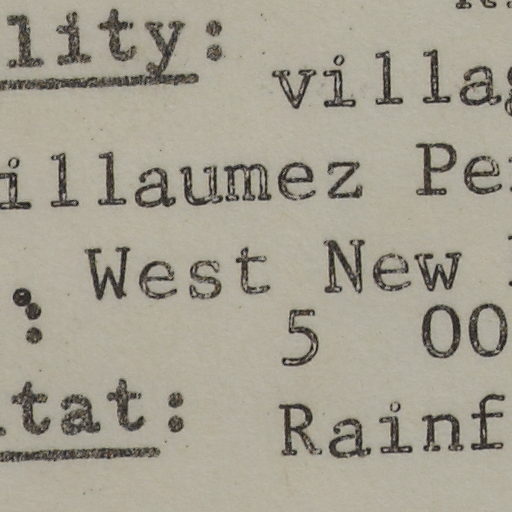 lity: villag
illaumez Pe
. West New
: 5 00
tat: Rainf